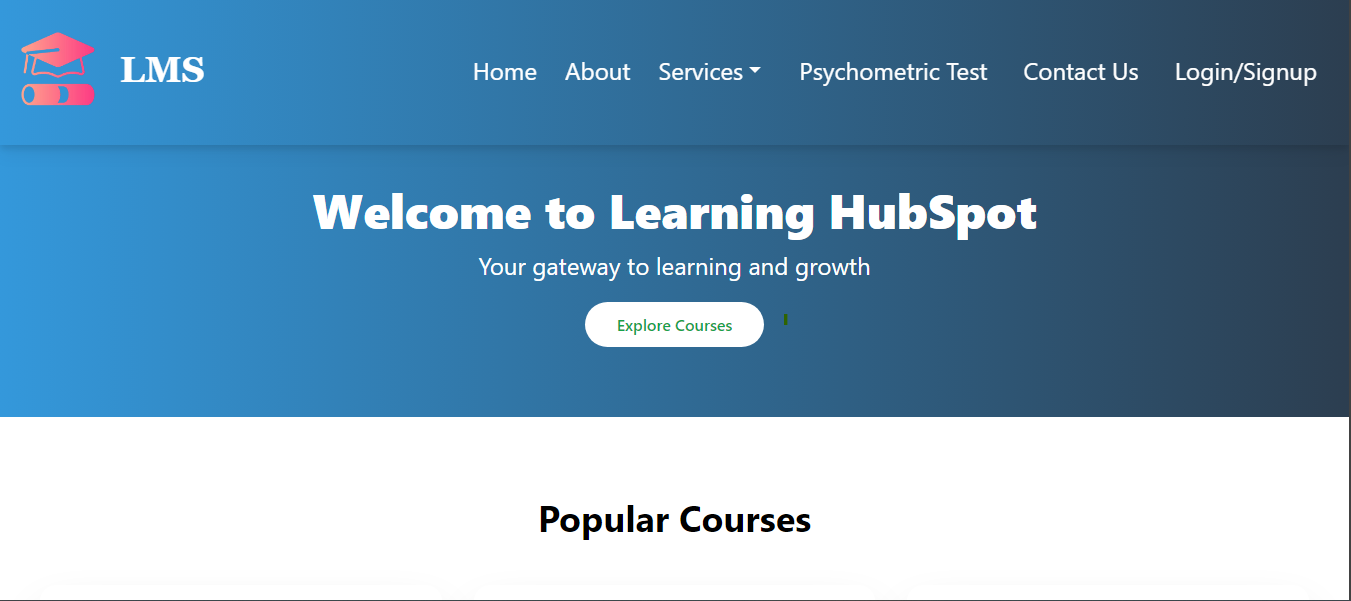 LMS
Home About Services Psychometric Test Contact Us Login/Signup
Welcome to Learning HubSpot
Your gateway to learning and growth
Explore Courses
Popular Courses